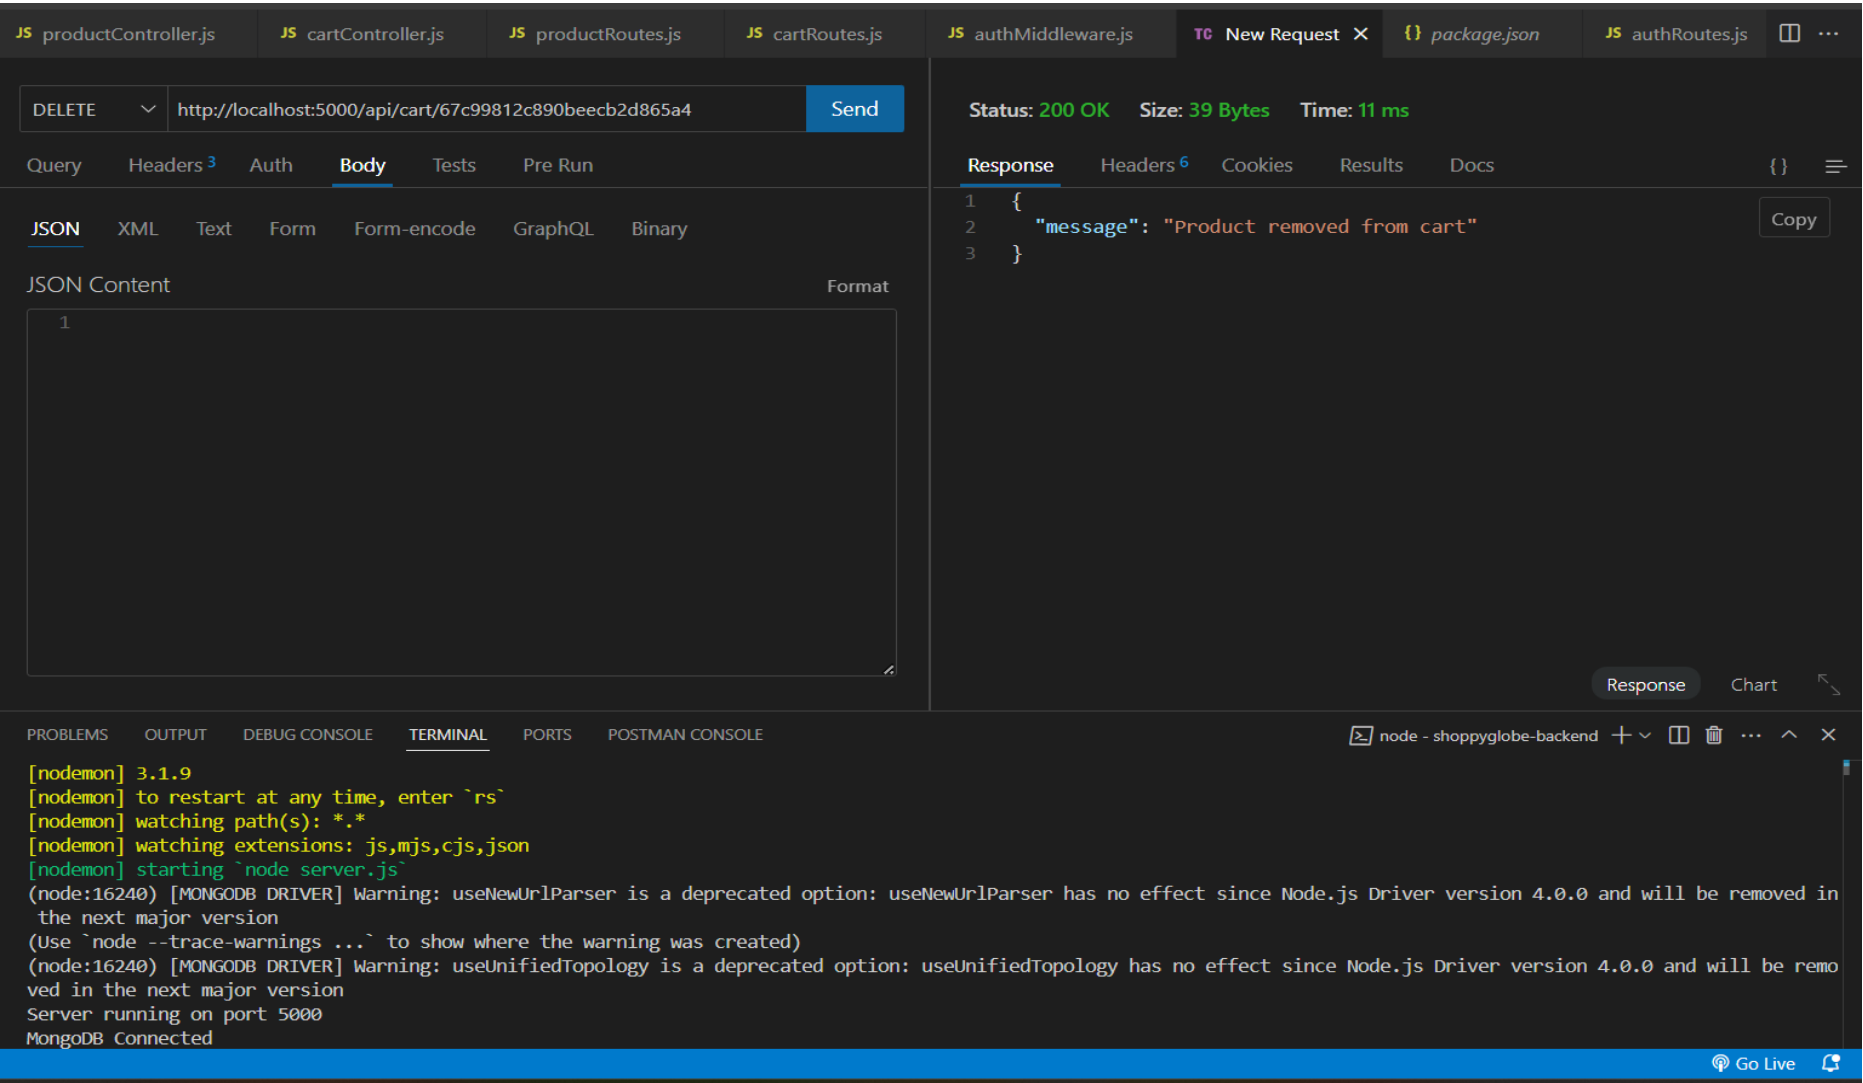 JS productController.js JS cartController.js JS productRoutes.js JS cartRoutes.js JS authMiddleware.js TC New Request {} package.json JS authRoutes.js ...
DELETE http://localhost:5000/api/cart/67c99812c890beecb2d865a4 Send
Status: 200 OK Size: 39 Bytes Time: 11 ms
Query Headers 3 Auth Body Tests Pre Run
Response Headers 6 Cookies Results Docs {}
JSON XML Text Form Form-encode GraphQL Binary
JSON Content Format
1
1 {
2 "message": "Product removed from cart"
3 }
Copy
Response Chart
PROBLEMS OUTPUT DEBUG CONSOLE TERMINAL PORTS POSTMAN CONSOLE
node - shoppyglobe-backend ...
[nodemon] 3.1.9
[nodemon] to restart at any time, enter `rs`
[nodemon] watching path(s): *.*
[nodemon] watching extensions: js,mjs,cjs,json
[nodemon] starting `node server.js`
(node:16240) [MONGODB DRIVER] Warning: useNewUrlParser is a deprecated option: useNewUrlParser has no effect since Node.js Driver version 4.0.0 and will be removed in
the next major version
(Use `node --trace-warnings ...` to show where the warning was created)
(node:16240) [MONGODB DRIVER] Warning: useUnifiedTopology is a deprecated option: useUnifiedTopology has no effect since Node.js Driver version 4.0.0 and will be remo
ved in the next major version
Server running on port 5000
MongoDB Connected
Go Live